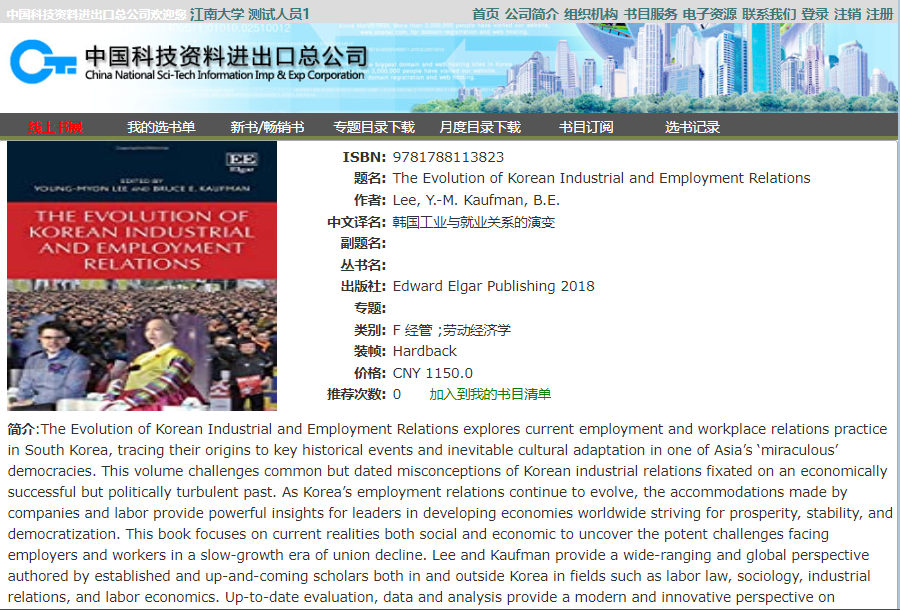 中国科技资料进出口总公司欢迎您 江南大学 测试人员1
首页 公司简介 组织机构 书目服务 电子资源 联系我们 登录 注销 注册
中国科技资料进出口总公司
China National Sci-Tech Information Imp & Exp Corporation
线上书展 我的选书单 新书/畅销书 专题目录下载 月度目录下载 书目订阅 选书记录
EE
Elgar
EDITED BY
YOUNG-MYON LEE AND BRUCE E. KAUFMAN
THE EVOLUTION OF
KOREAN INDUSTRIAL
AND EMPLOYMENT
RELATIONS
ISBN: 9781788113823
题名: The Evolution of Korean Industrial and Employment Relations
作者: Lee, Y.-M. Kaufman, B.E.
中文译名: 韩国工业与就业关系的演变
副题名:
丛书名:
出版社: Edward Elgar Publishing 2018
专题:
类别: F 经管 ;劳动经济学
装帧: Hardback
价格: CNY 1150.0
推荐次数: 0 加入到我的书目清单
简介:The Evolution of Korean Industrial and Employment Relations explores current employment and workplace relations practice
in South Korea, tracing their origins to key historical events and inevitable cultural adaptation in one of Asia’s ‘miraculous’
democracies. This volume challenges common but dated misconceptions of Korean industrial relations fixated on an economically
successful but politically turbulent past. As Korea’s employment relations continue to evolve, the accommodations made by
companies and labor provide powerful insights for leaders in developing economies worldwide striving for prosperity, stability, and
democratization. This book focuses on current realities both social and economic to uncover the potent challenges facing
employers and workers in a slow-growth era of union decline. Lee and Kaufman provide a wide-ranging and global perspective
authored by established and up-and-coming scholars both in and outside Korea in fields such as labor law, sociology, industrial
relations, and labor economics. Up-to-date evaluation, data and analysis provide a modern and innovative perspective on